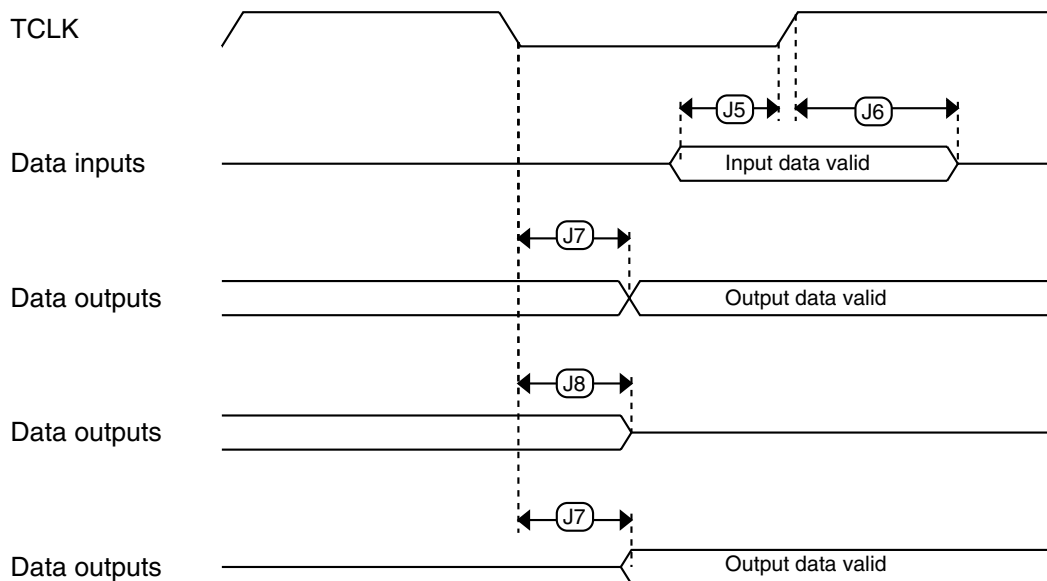 TCLK
J5
J6
Data inputs
Input data valid
J7
Data outputs
Output data valid
J8
Data outputs
J7
Data outputs
Output data valid